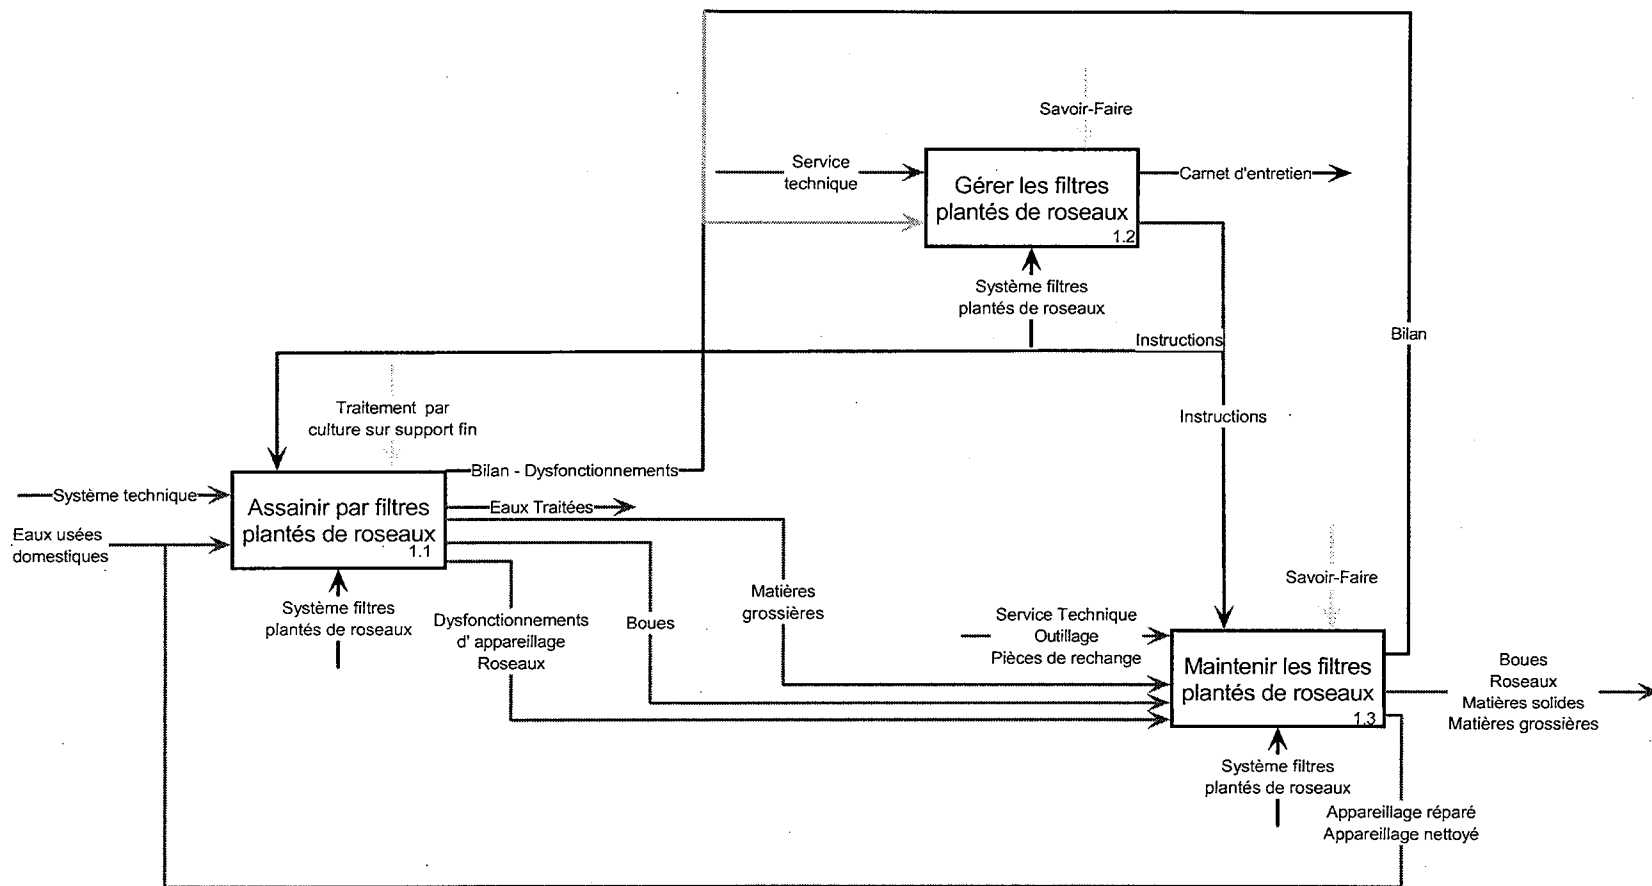 Savoir-Faire
Service
technique
Gérer les filtres
plantés de roseaux
1.2
Carnet d'entretien
Système filtres
plantés de roseaux
Bilan
Instructions
Traitement par
culture sur support fin
Instructions
Bilan - Dysfonctionnements
Système technique
Assainir par filtres
plantés de roseaux
1.1
Eaux Traitées
Eaux usées
domestiques
Système filtres
plantés de roseaux
Dysfonctionnements
d' appareillage
Roseaux
Boues
Matières
grossières
Savoir-Faire
Service Technique
Outillage
Pièces de rechange
Maintenir les filtres
plantés de roseaux
1.3
Boues
Roseaux
Matières solides
Matières grossières
Système filtres
plantés de roseaux
Appareillage réparé
Appareillage nettoyé